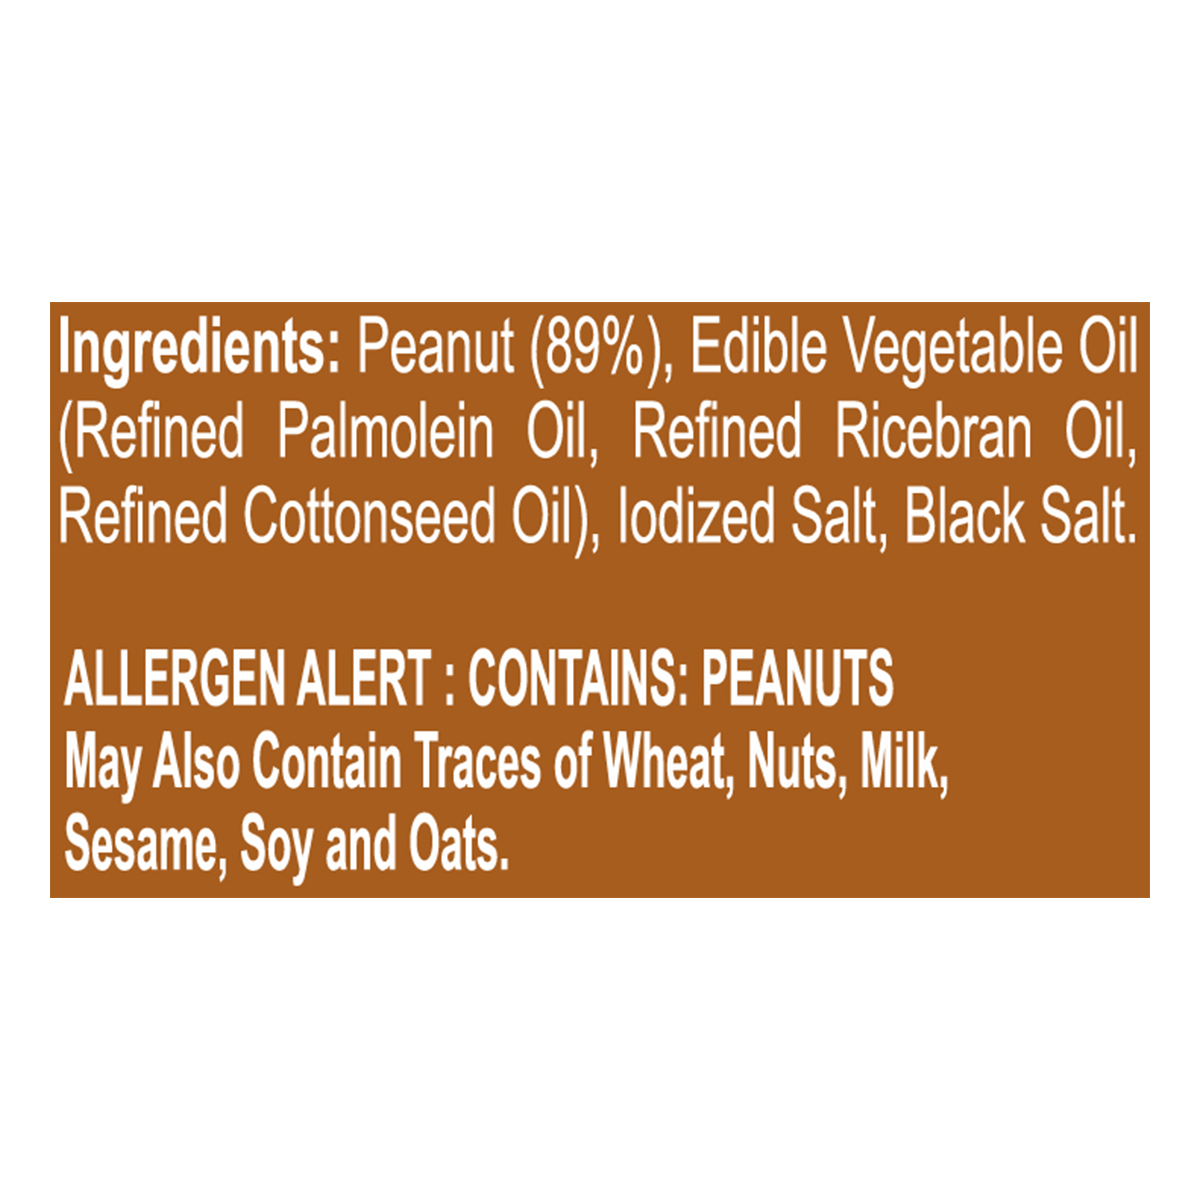 Ingredients: Peanut (89%), Edible Vegetable Oil
(Refined Palmolein Oil, Refined Ricebran Oil,
Refined Cottonseed Oil), Iodized Salt, Black Salt.
ALLERGEN ALERT : CONTAINS: PEANUTS
May Also Contain Traces of Wheat, Nuts, Milk,
Sesame, Soy and Oats.